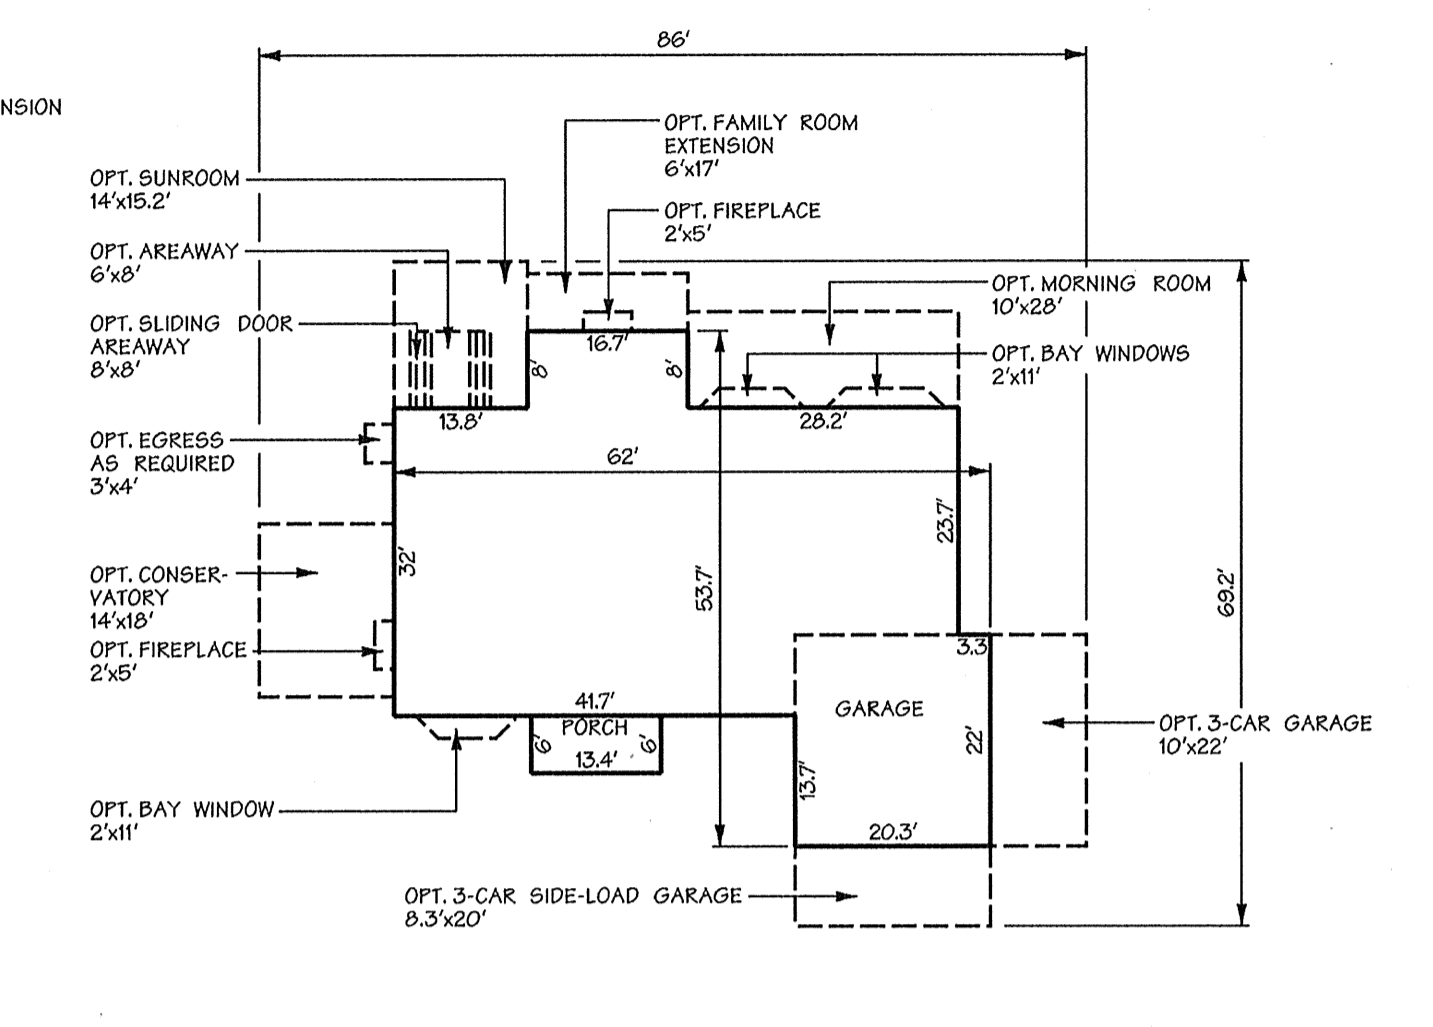 86'
NSION
OPT. FAMILY ROOM
EXTENSION
6'x17'
OPT. SUNROOM
14'x15.2'
OPT. FIREPLACE
2'x5'
OPT. AREAWAY
6'x8'
OPT. MORNING ROOM
10'x28'
OPT. SLIDING DOOR
AREAWAY
8'x8'
16.7'
8'
8'
OPT. BAY WINDOWS
2'x11'
13.8'
28.2'
OPT. EGRESS
AS REQUIRED
3'x4'
62'
23.7'
32'
53.7'
69.2'
OPT. CONSER-
VATORY
14'x18'
OPT. FIREPLACE
2'x5'
3.3
41.7'
GARAGE
PORCH
6'
6'
13.4'
22'
OPT. 3-CAR GARAGE
10'x22'
13.7'
OPT. BAY WINDOW
2'x11'
20.3'
OPT. 3-CAR SIDE-LOAD GARAGE
8.3'x20'